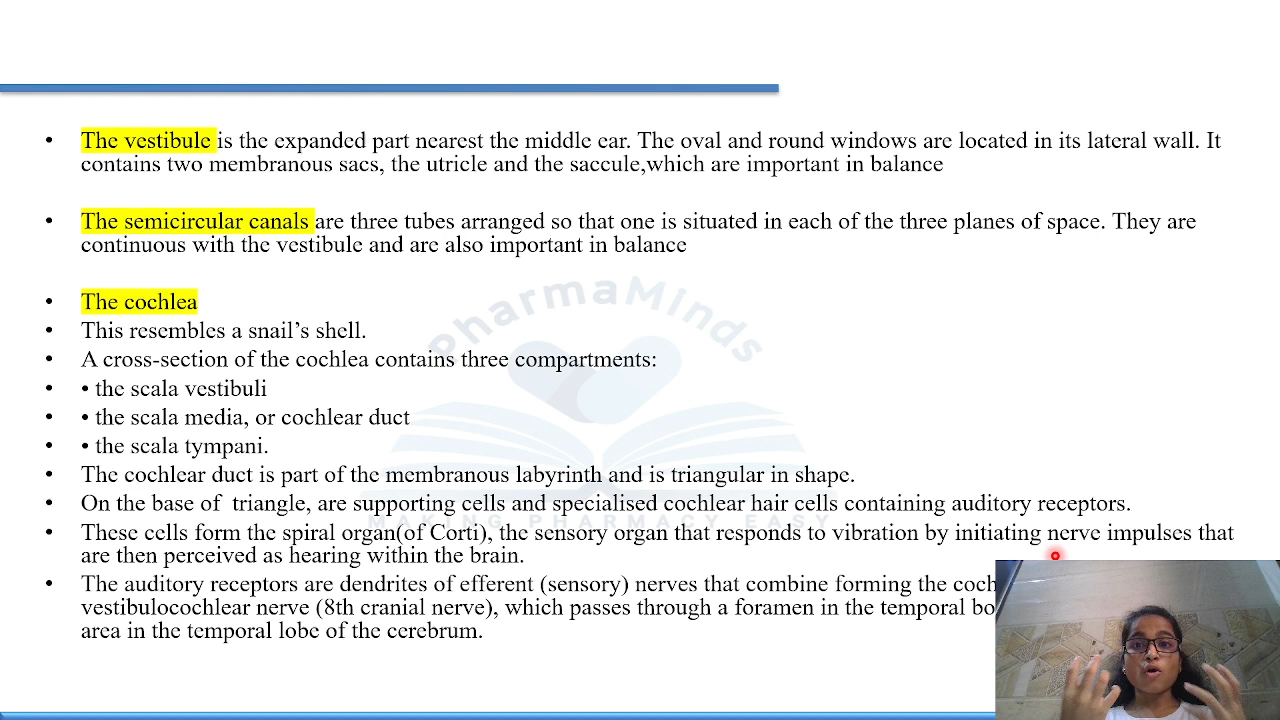 • The vestibule is the expanded part nearest the middle ear. The oval and round windows are located in its lateral wall. It
contains two membranous sacs, the utricle and the saccule,which are important in balance
• The semicircular canals are three tubes arranged so that one is situated in each of the three planes of space. They are
continuous with the vestibule and are also important in balance
• The cochlea
• This resembles a snail’s shell.
• A cross-section of the cochlea contains three compartments:
• • the scala vestibuli
• • the scala media, or cochlear duct
• • the scala tympani.
• The cochlear duct is part of the membranous labyrinth and is triangular in shape.
• On the base of  triangle, are supporting cells and specialised cochlear hair cells containing auditory receptors.
• These cells form the spiral organ(of Corti), the sensory organ that responds to vibration by initiating nerve impulses that
are then perceived as hearing within the brain.
• The auditory receptors are dendrites of efferent (sensory) nerves that combine forming the coch
vestibulocochlear nerve (8th cranial nerve), which passes through a foramen in the temporal bo
area in the temporal lobe of the cerebrum.
PharmaMinds
MAKING PHARMACY EASY